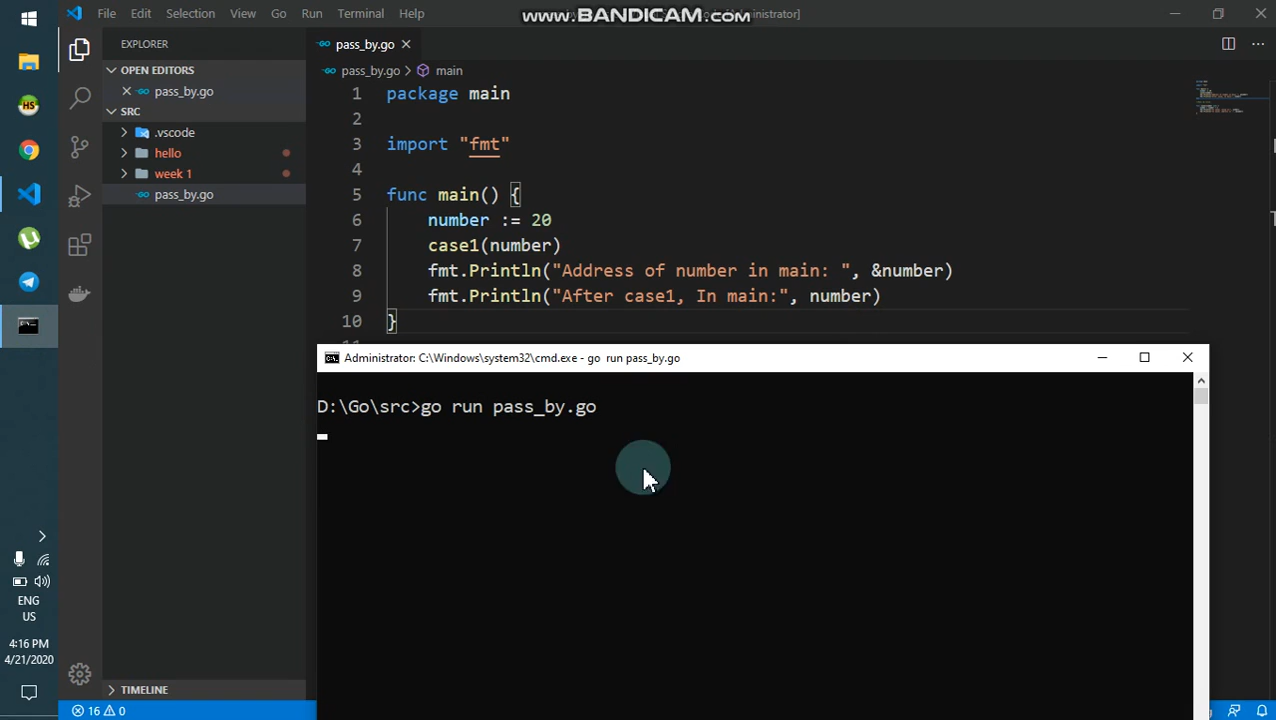 File Edit Selection View Go Run Terminal Help
www.BANDICAM.com
[Administrator]
EXPLORER
OPEN EDITORS
pass_by.go
SRC
.vscode
hello
week 1
pass_by.go
TIMELINE
pass_by.go
pass_by.go > main
1 package main
2
3 import "fmt"
4
5 func main() {
6 number := 20
7 case1(number)
8 fmt.Println("Address of number in main: ", &number)
9 fmt.Println("After case1, In main:", number)
10 }
Administrator: C:\Windows\system32\cmd.exe - go run pass_by.go
D:\Go\src>go run pass_by.go
ENG
US
4:16 PM
4/21/2020
16 0